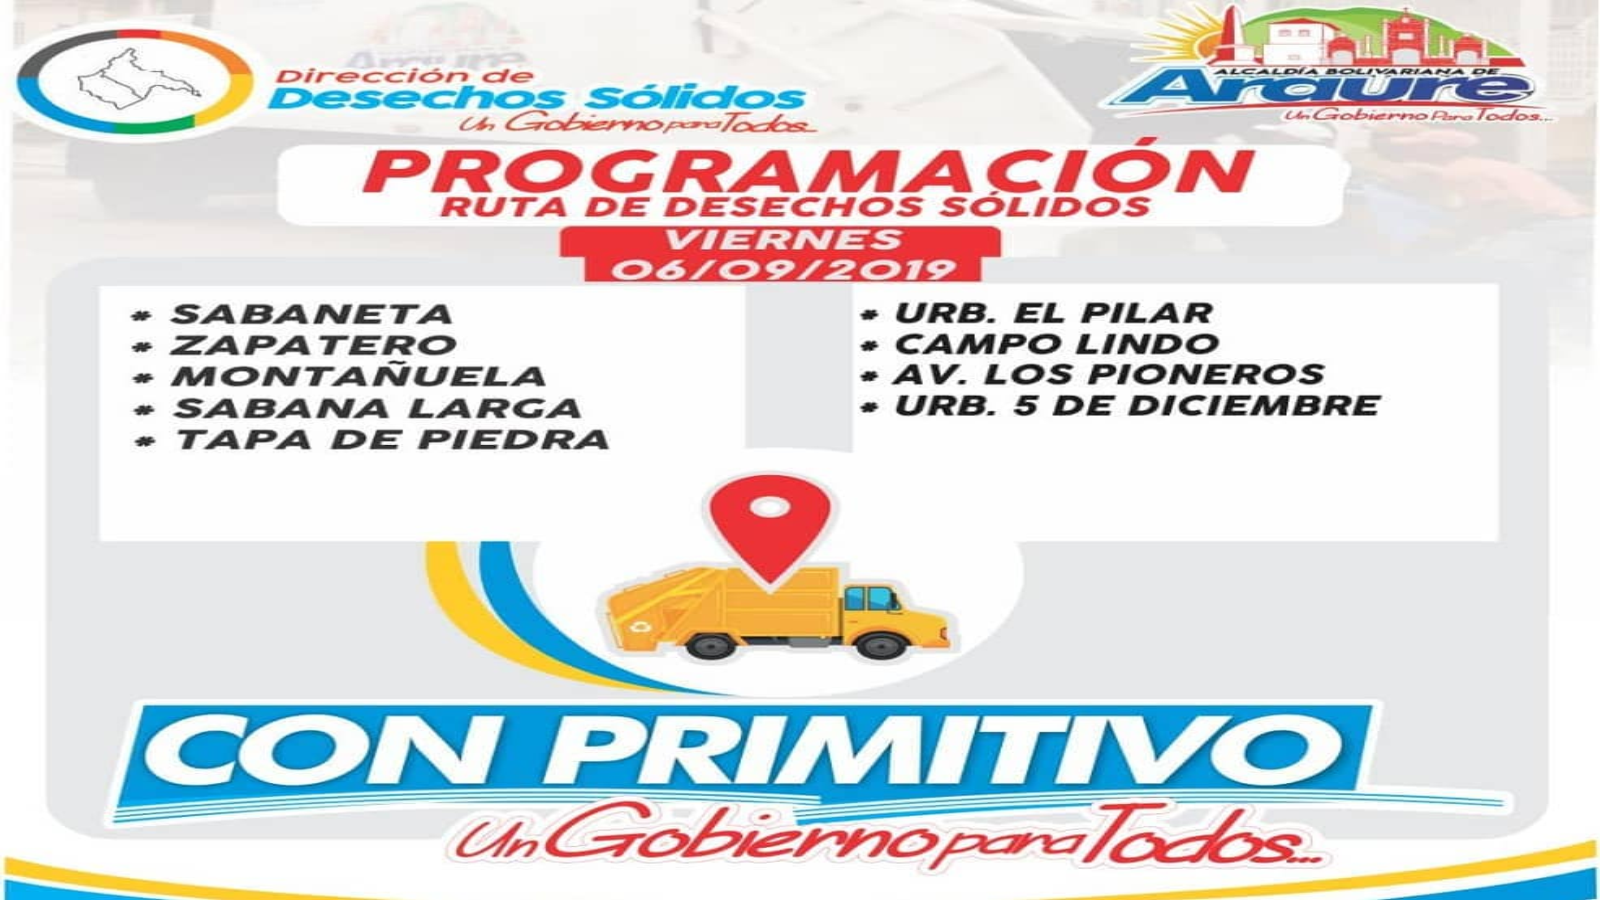 Dirección de
Desechos Sólidos
Un Gobierno para Todos...
ALCALDÍA BOLIVARIANA DE
Araure
Un Gobierno Para Todos...
PROGRAMACIÓN
RUTA DE DESECHOS SÓLIDOS
VIERNES
06/09/2019
* SABANETA
* ZAPATERO
* MONTAÑUELA
* SABANA LARGA
* TAPA DE PIEDRA
* URB. EL PILAR
* CAMPO LINDO
* AV. LOS PIONEROS
* URB. 5 DE DICIEMBRE
CON PRIMITIVO
Un Gobierno para Todos...